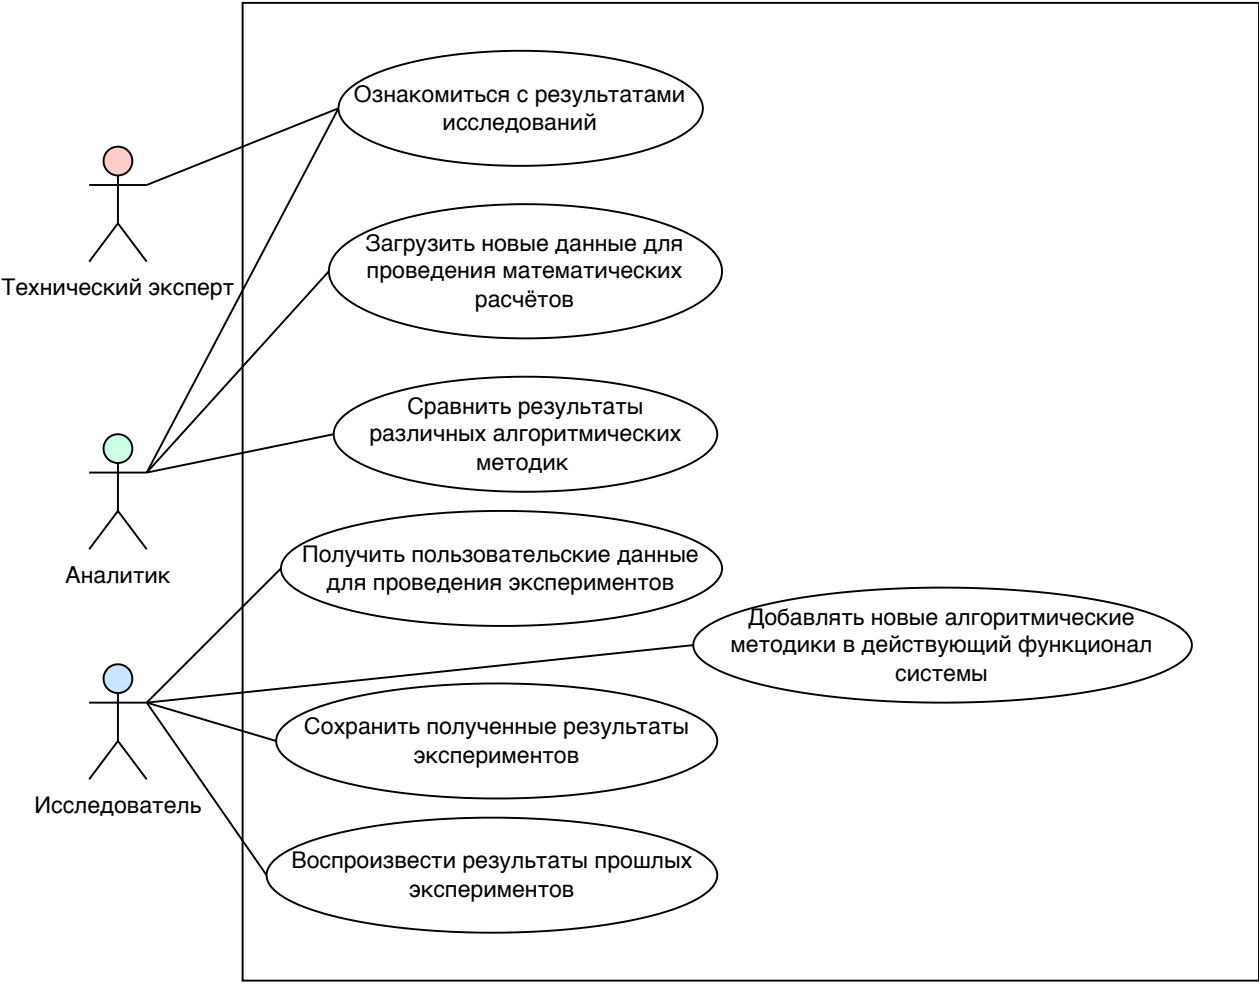 Ознакомиться с результатами
исследований
Технический эксперт
Загрузить новые данные для
проведения математических
расчётов
Сравнить результаты
различных алгоритмических
методик
Аналитик
Получить пользовательские данные
для проведения экспериментов
Добавлять новые алгоритмические
методики в действующий функционал
системы
Сохранить полученные результаты
экспериментов
Исследователь
Воспроизвести результаты прошлых
экспериментов